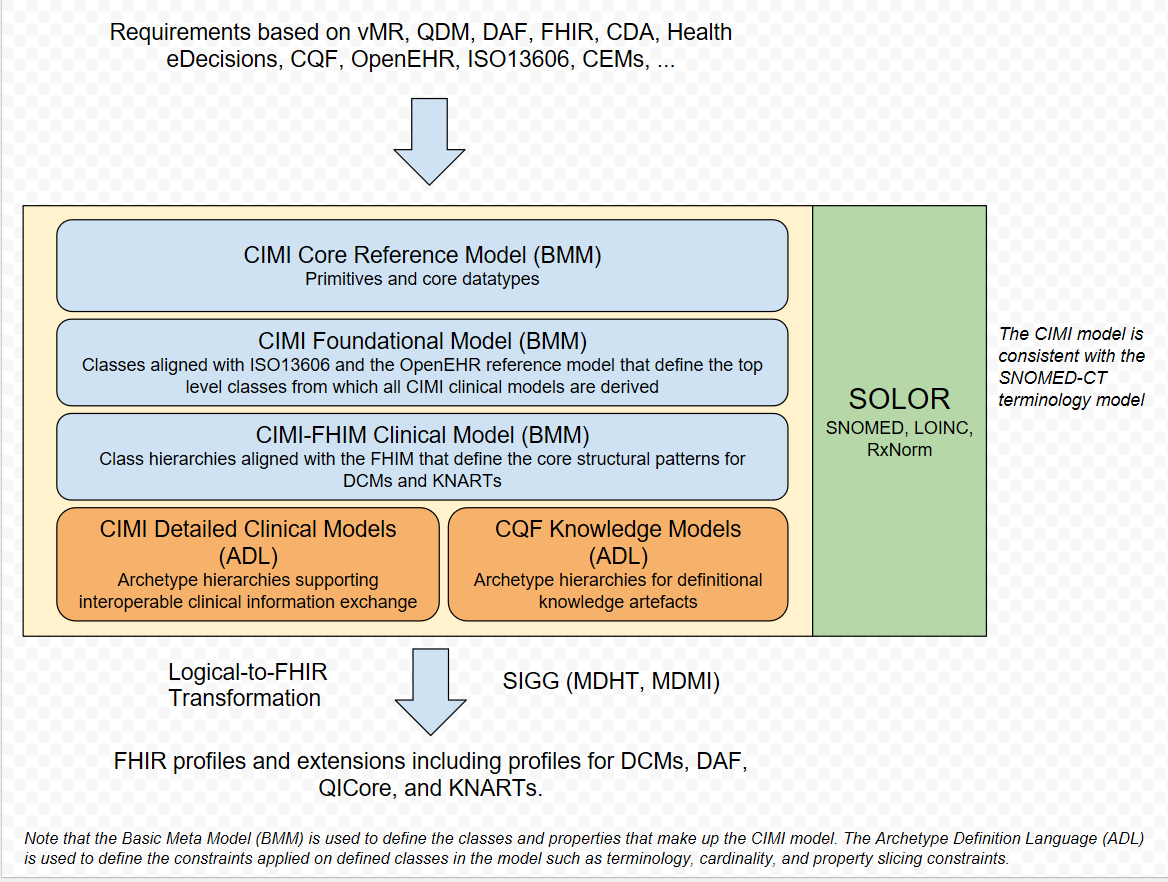 Requirements based on vMR, QDM, DAF, FHIR, CDA, Health
eDecisions, CQF, OpenEHR, ISO13606, CEMs, ...
CIMI Core Reference Model (BMM)
Primitives and core datatypes
CIMI Foundational Model (BMM)
Classes aligned with ISO13606 and the OpenEHR reference model that define the top
level classes from which all CIMI clinical models are derived
CIMI-FHIM Clinical Model (BMM)
Class hierarchies aligned with the FHIM that define the core structural patterns for
DCMs and KNARTs
CIMI Detailed Clinical Models
(ADL)
Archetype hierarchies supporting
interoperable clinical information exchange
CQF Knowledge Models
(ADL)
Archetype hierarchies for definitional
knowledge artefacts
SOLOR
SNOMED, LOINC,
RxNorm
The CIMI model is
consistent with the
SNOMED-CT
terminology model
Logical-to-FHIR
Transformation
SIGG (MDHT, MDMI)
FHIR profiles and extensions including profiles for DCMs, DAF,
QICore, and KNARTs.
Note that the Basic Meta Model (BMM) is used to define the classes and properties that make up the CIMI model. The Archetype Definition Language (ADL)
is used to define the constraints applied on defined classes in the model such as terminology, cardinality, and property slicing constraints.